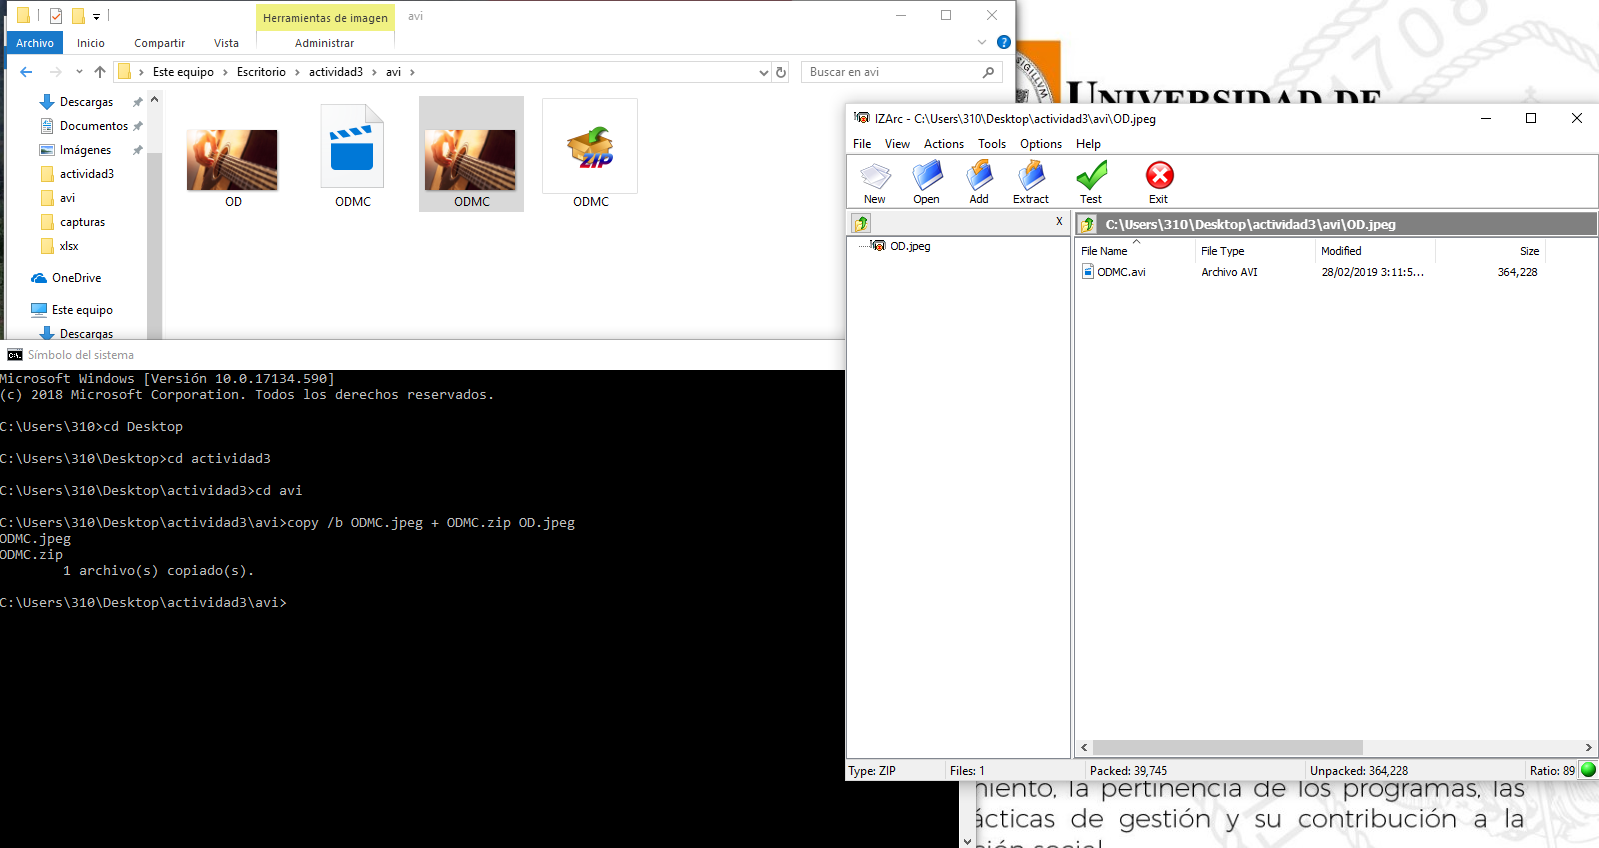 Herramientas de imagen
avi
Archivo
Inicio
Compartir
Vista
Administrar
Este equipo
Escritorio
actividad3
avi
Buscar en avi
Descargas
Documentos
Imágenes
actividad3
avi
capturas
xlsx
OneDrive
Este equipo
Descargas
OD
ODMC
ODMC
ZIP
ODMC
Símbolo del sistema
Microsoft Windows [Versión 10.0.17134.590]
(c) 2018 Microsoft Corporation. Todos los derechos reservados.
C:\Users\310>cd Desktop
C:\Users\310\Desktop>cd actividad3
C:\Users\310\Desktop\actividad3>cd avi
C:\Users\310\Desktop\actividad3\avi>copy /b ODMC.jpeg + ODMC.zip OD.jpeg
ODMC.jpeg
ODMC.zip
1 archivo(s) copiado(s).
C:\Users\310\Desktop\actividad3\avi>
SIGILLVM
1708
UNIVERSIDAD DE
IZArc - C:\Users\310\Desktop\actividad3\avi\OD.jpeg
File View Actions Tools Options Help
New Open Add Extract Test Exit
X
C:\Users\310\Desktop\actividad3\avi\OD.jpeg
OD.jpeg
File Name File Type Modified Size
ODMC.avi Archivo AVI 28/02/2019 3:11:5... 364,228
Type: ZIP Files: 1 Packed: 39,745 Unpacked: 364,228 Ratio: 89
miento, la pertinencia de los programas, las
ácticas de gestión y su contribución a la
ción social